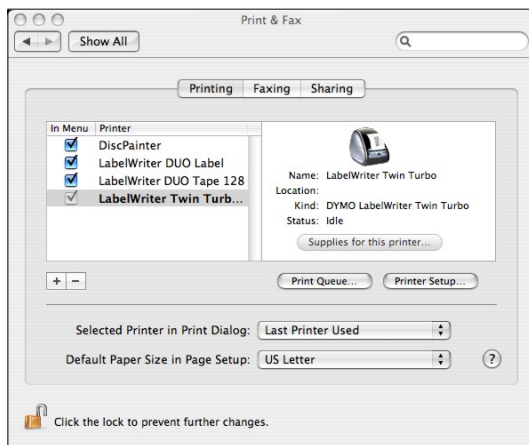 Print & Fax
Show All
Printing Faxing Sharing
In Menu Printer
DiscPainter
LabelWriter DUO Label
LabelWriter DUO Tape 128
LabelWriter Twin Turb...
Name: LabelWriter Twin Turbo
Location:
Kind: DYMO LabelWriter Twin Turbo
Status: Idle
Supplies for this printer...
+ −
Print Queue... Printer Setup...
Selected Printer in Print Dialog: Last Printer Used
Default Paper Size in Page Setup: US Letter
?
Click the lock to prevent further changes.